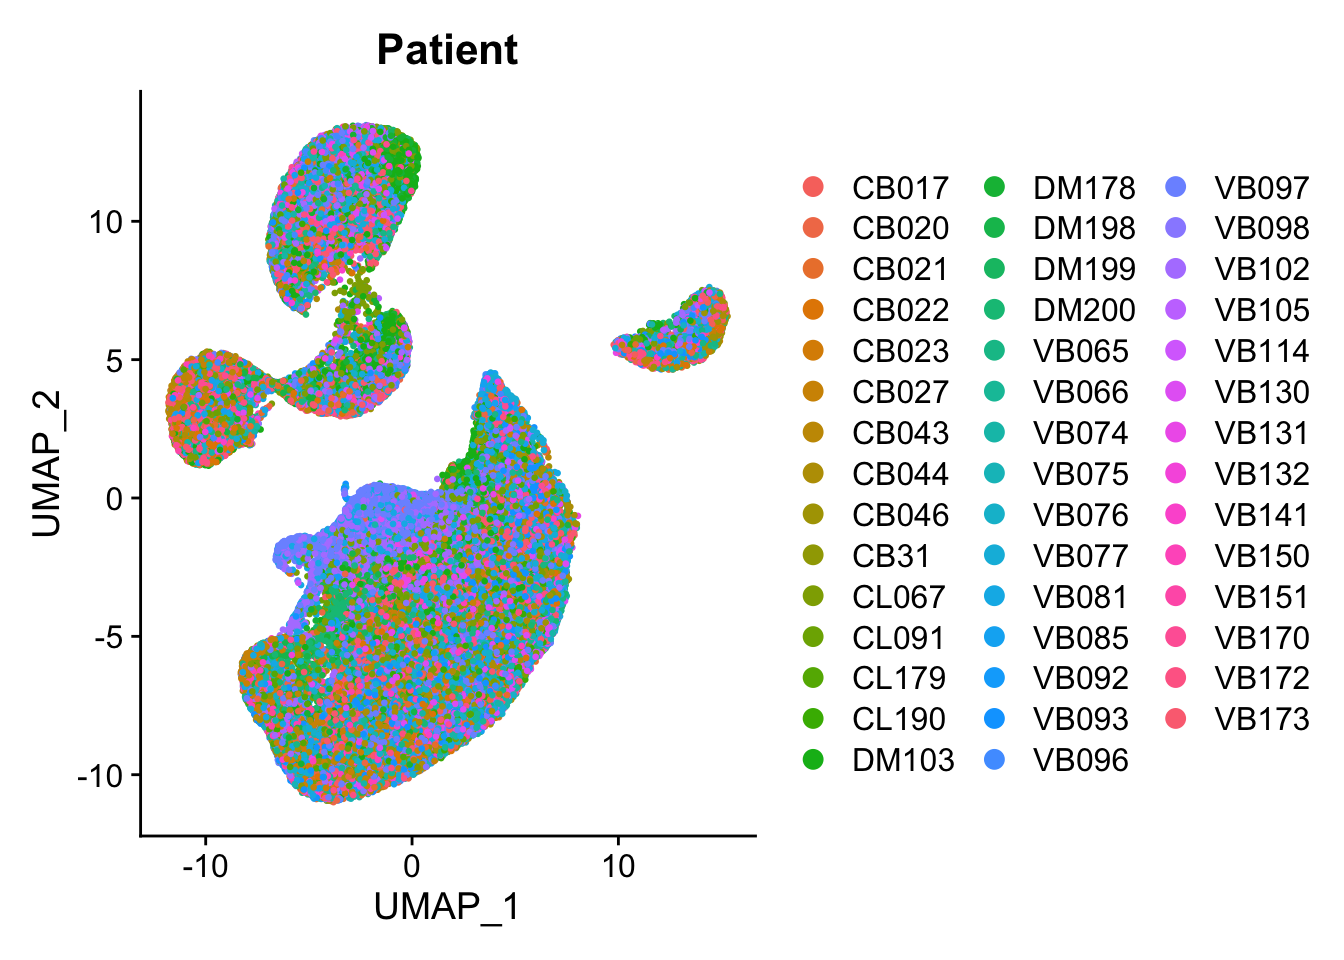 Patient
10
5
0
-5
-10
UMAP_2
-10
0
10
UMAP_1
CB017
CB020
CB021
CB022
CB023
CB027
CB043
CB044
CB046
CB31
CL067
CL091
CL179
CL190
DM103
DM178
DM198
DM199
DM200
VB065
VB066
VB074
VB075
VB076
VB077
VB081
VB085
VB092
VB093
VB096
VB097
VB098
VB102
VB105
VB114
VB130
VB131
VB132
VB141
VB150
VB151
VB170
VB172
VB173